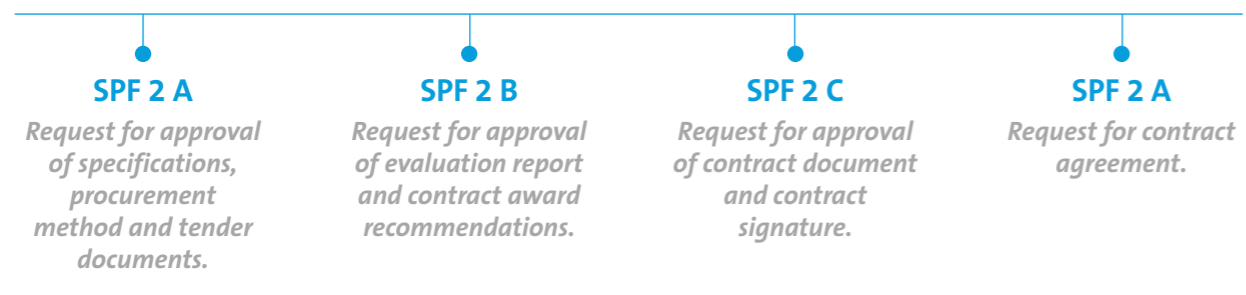 SPF 2 A
Request for approval
of specifications,
procurement
method and tender
documents.
SPF 2 B
Request for approval
of evaluation report
and contract award
recommendations.
SPF 2 C
Request for approval
of contract document
and contract
signature.
SPF 2 A
Request for contract
agreement.